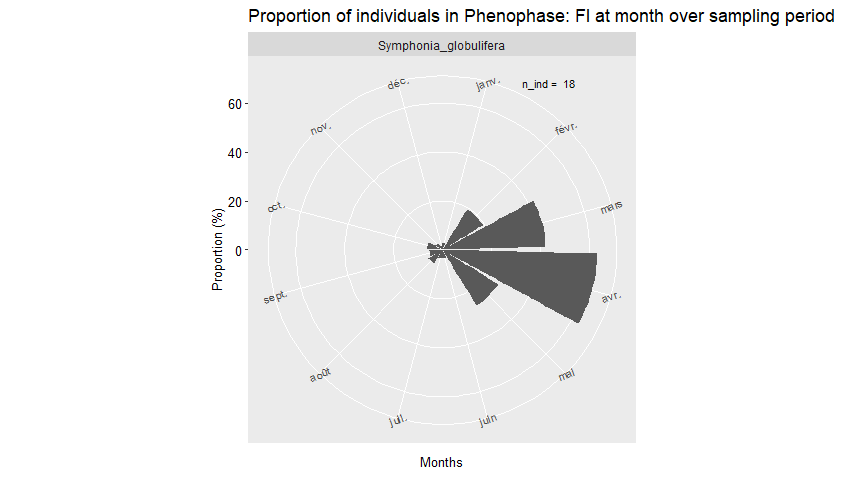 Proportion of individuals in Phenophase: Fl at month over sampling period
Symphonia_globulifera
n_ind = 18
déc.
janv.
nov.
févr.
oct.
mars
sept.
avr.
août
mai
juil.
juin
60
40
20
0
Proportion (%)
Months